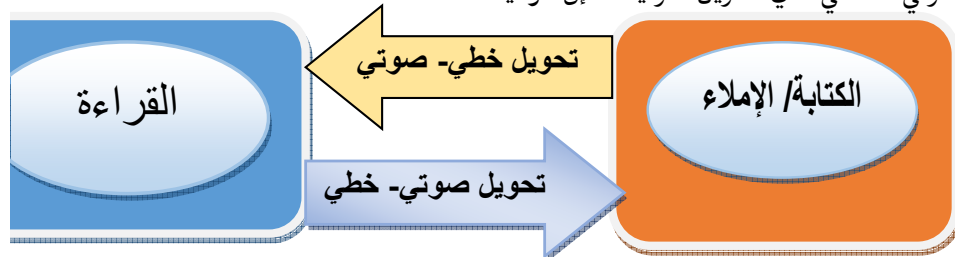 تحويل خطي- صوتي
الكتابة/ الإملاء
القراءة
تحويل صوتي- خطي